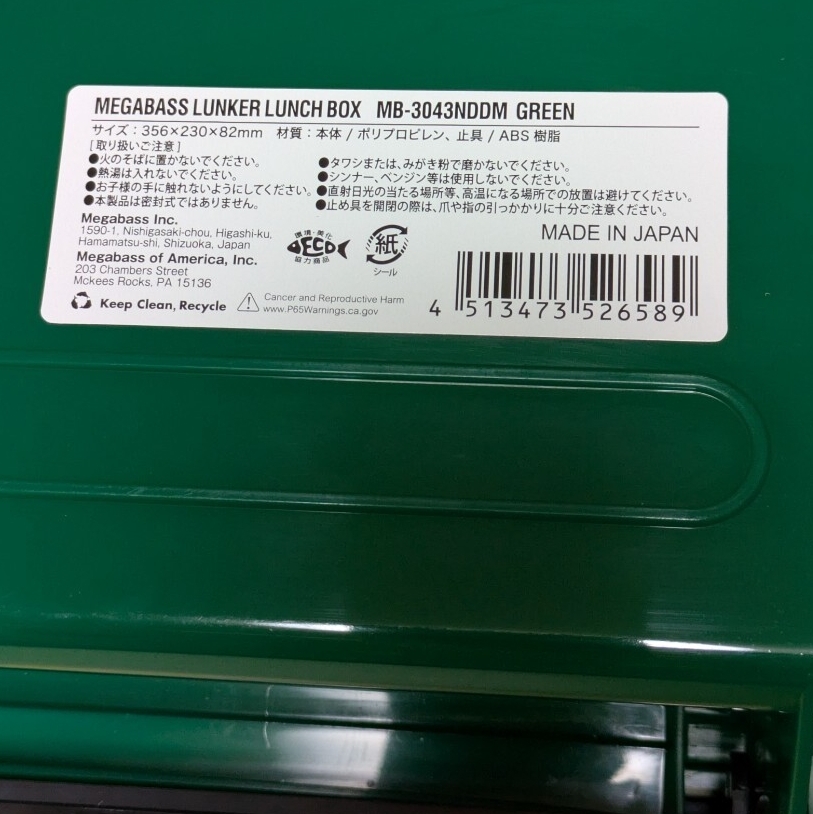 MEGABASS LUNKER LUNCH BOX MB-3043NDDM GREEN
サイズ：356×230×82mm 材質：本体 / ポリプロピレン、止具 / ABS 樹脂
[ 取り扱いご注意 ]
●火のそばに置かないでください。
●熱湯は入れないでください。
●お子様の手に触れないようにしてください。
●本製品は密封式ではありません。
●タワシまたは、みがき粉で磨かないでください。
●シンナー、ベンジン等は使用しないでください。
●直射日光の当たる場所等、高温になる場所での放置は避けてください。
●止め具を開閉の際は、爪や指の引っかかりに十分ご注意ください。
Megabass Inc.
1590-1, Nishigasaki-chou, Higashi-ku,
Hamamatsu-shi, Shizuoka, Japan
Megabass of America, Inc.
203 Chambers Street
Mckees Rocks, PA 15136
Keep Clean, Recycle
環境・美化
ECO
協力商品
紙
シール
Cancer and Reproductive Harm
www.P65Warnings.ca.gov
MADE IN JAPAN
4 513473 526589